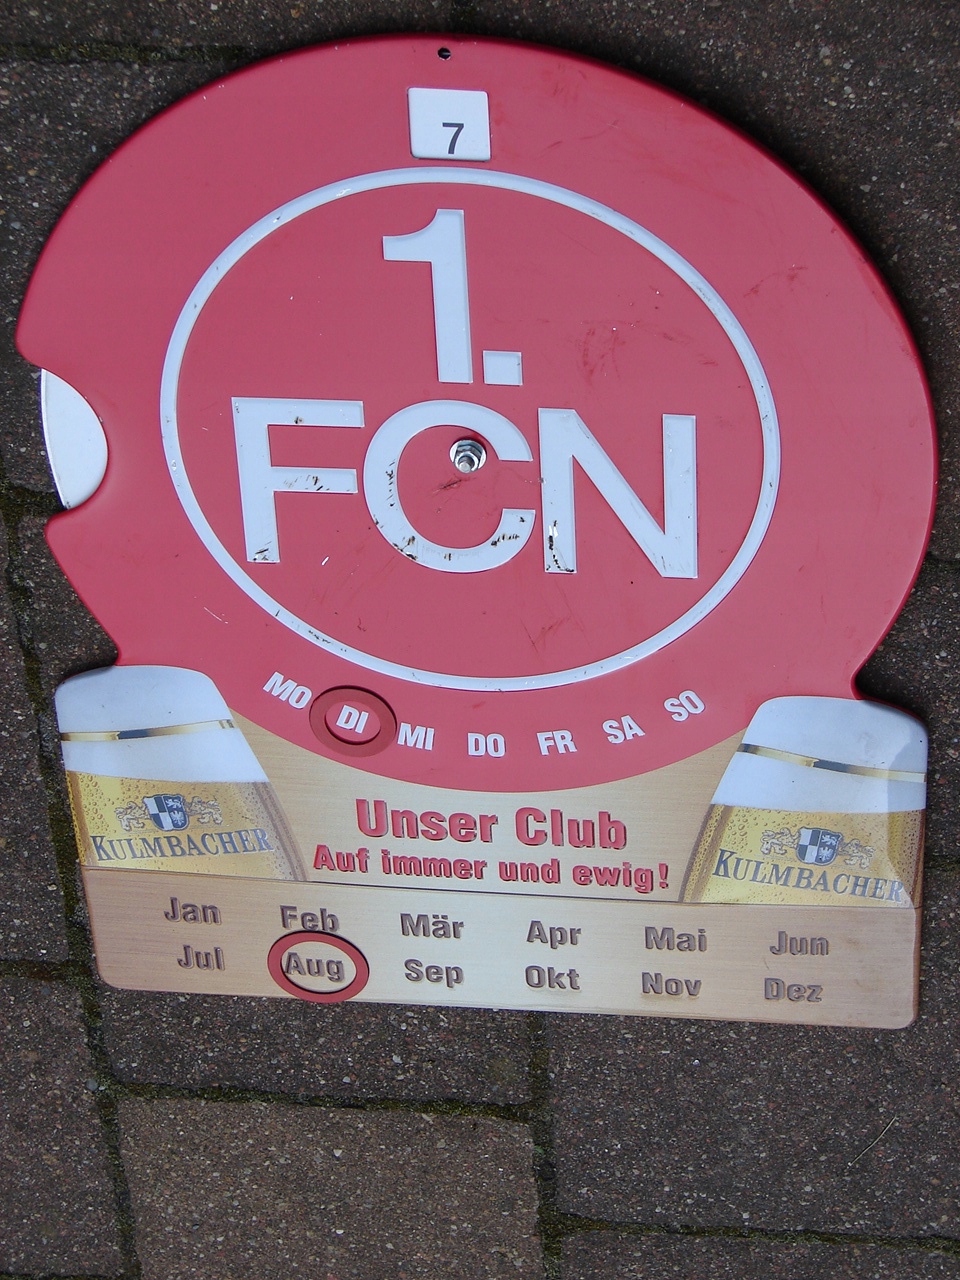 7
1.
FCN
MO DI MI DO FR SA SO
Unser Club
Auf immer und ewig!
KULMBACHER KULMBACHER
Jan Feb Mär Apr Mai Jun
Jul Aug Sep Okt Nov Dez